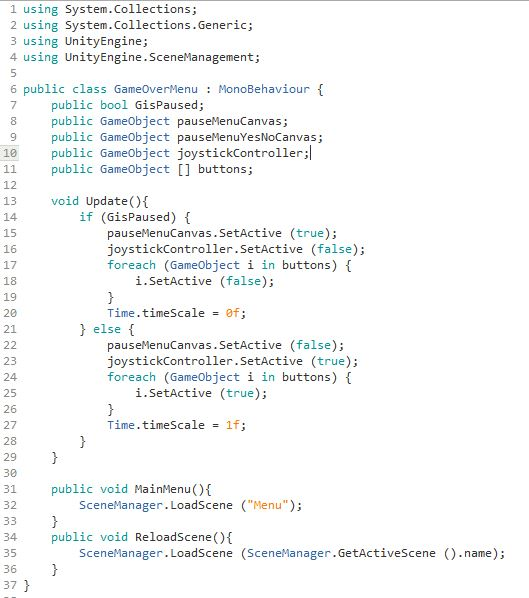 1 using System.Collections;
2 using System.Collections.Generic;
3 using UnityEngine;
4 using UnityEngine.SceneManagement;
5
6 public class GameOverMenu : MonoBehaviour {
7     public bool GisPaused;
8     public GameObject pauseMenuCanvas;
9     public GameObject pauseMenuYesNoCanvas;
10     public GameObject joystickController;
11     public GameObject [] buttons;
12
13     void Update(){
14         if (GisPaused) {
15             pauseMenuCanvas.SetActive (true);
16             joystickController.SetActive (false);
17             foreach (GameObject i in buttons) {
18                 i.SetActive (false);
19             }
20             Time.timeScale = 0f;
21         } else {
22             pauseMenuCanvas.SetActive (false);
23             joystickController.SetActive (true);
24             foreach (GameObject i in buttons) {
25                 i.SetActive (true);
26             }
27             Time.timeScale = 1f;
28         }
29     }
30
31     public void MainMenu(){
32         SceneManager.LoadScene ("Menu");
33     }
34     public void ReloadScene(){
35         SceneManager.LoadScene (SceneManager.GetActiveScene ().name);
36     }
37 }